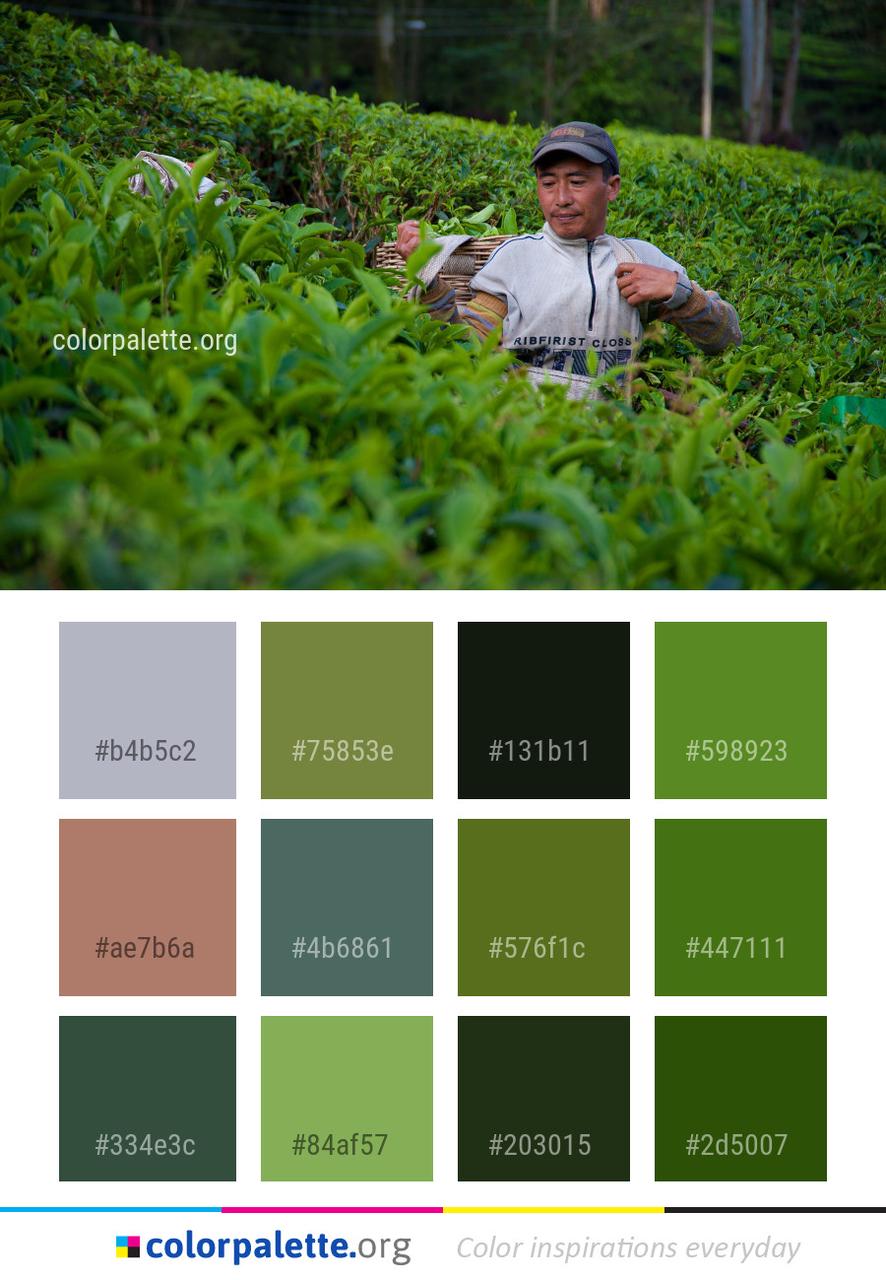 colorpalette.org
RIBFIRIST CLOSS
#b4b5c2 #75853e #131b11 #598923
#ae7b6a #4b6861 #576f1c #447111
#334e3c #84af57 #203015 #2d5007
colorpalette.org Color inspirations everyday